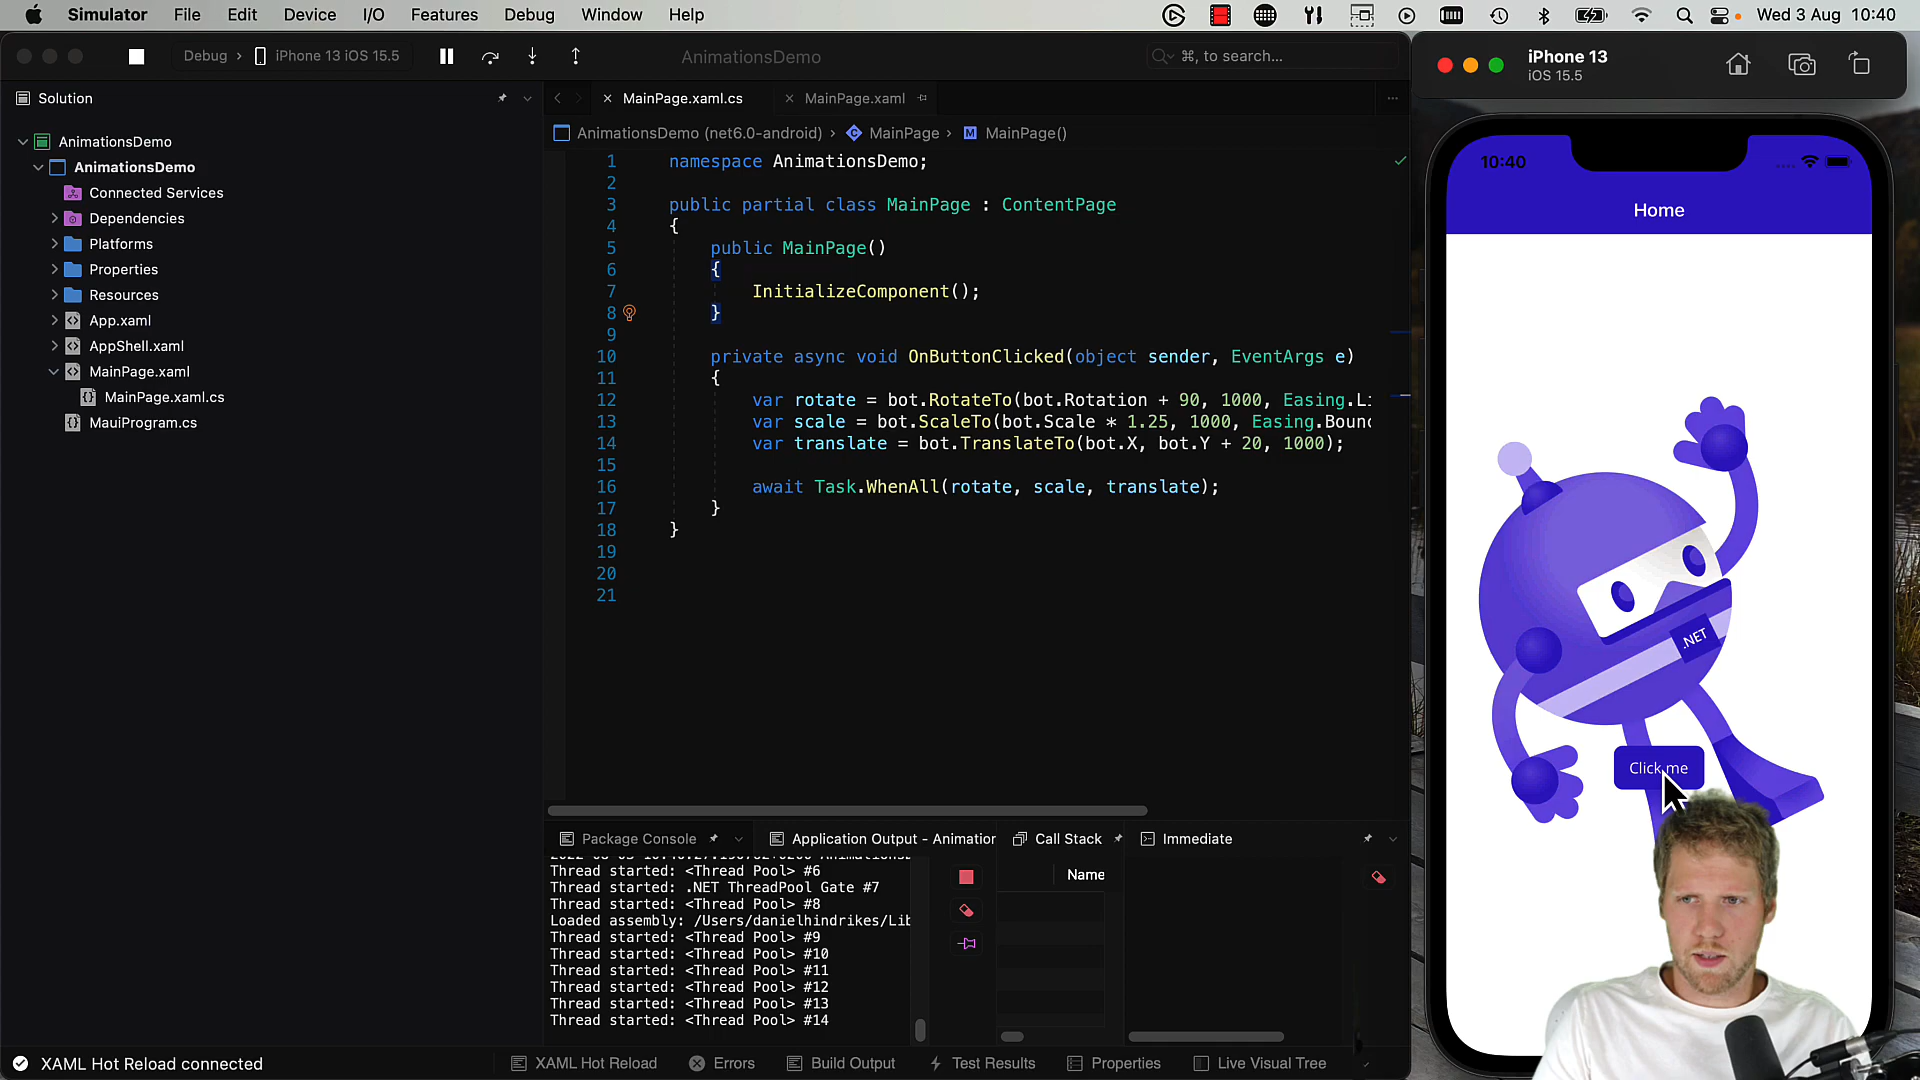 Simulator File Edit Device I/O Features Debug Window Help
Wed 3 Aug 10:40
Debug > iPhone 13 iOS 15.5
AnimationsDemo
⌘, to search...
Solution
AnimationsDemo
AnimationsDemo
Connected Services
Dependencies
Platforms
Properties
Resources
App.xaml
AppShell.xaml
MainPage.xaml
MainPage.xaml.cs
MauiProgram.cs
MainPage.xaml.cs
MainPage.xaml
AnimationsDemo (net6.0-android) > MainPage > M MainPage()
1 namespace AnimationsDemo;
2
3 public partial class MainPage : ContentPage
4 {
5 public MainPage()
6 {
7 InitializeComponent();
8 }
9
10 private async void OnButtonClicked(object sender, EventArgs e)
11 {
12 var rotate = bot.RotateTo(bot.Rotation + 90, 1000, Easing.Li
13 var scale = bot.ScaleTo(bot.Scale * 1.25, 1000, Easing.Bounc
14 var translate = bot.TranslateTo(bot.X, bot.Y + 20, 1000);
15
16 await Task.WhenAll(rotate, scale, translate);
17 }
18 }
19
20
21
Package Console
Application Output - Animation
Call Stack
Immediate
Name
Thread started: <Thread Pool> #6
Thread started: .NET ThreadPool Gate #7
Thread started: <Thread Pool> #8
Loaded assembly: /Users/danielhindrikes/Lib
Thread started: <Thread Pool> #9
Thread started: <Thread Pool> #10
Thread started: <Thread Pool> #11
Thread started: <Thread Pool> #12
Thread started: <Thread Pool> #13
Thread started: <Thread Pool> #14
XAML Hot Reload connected
XAML Hot Reload
Errors
Build Output
Test Results
Properties
Live Visual Tree
iPhone 13
iOS 15.5
10:40
Home
.NET
Click me